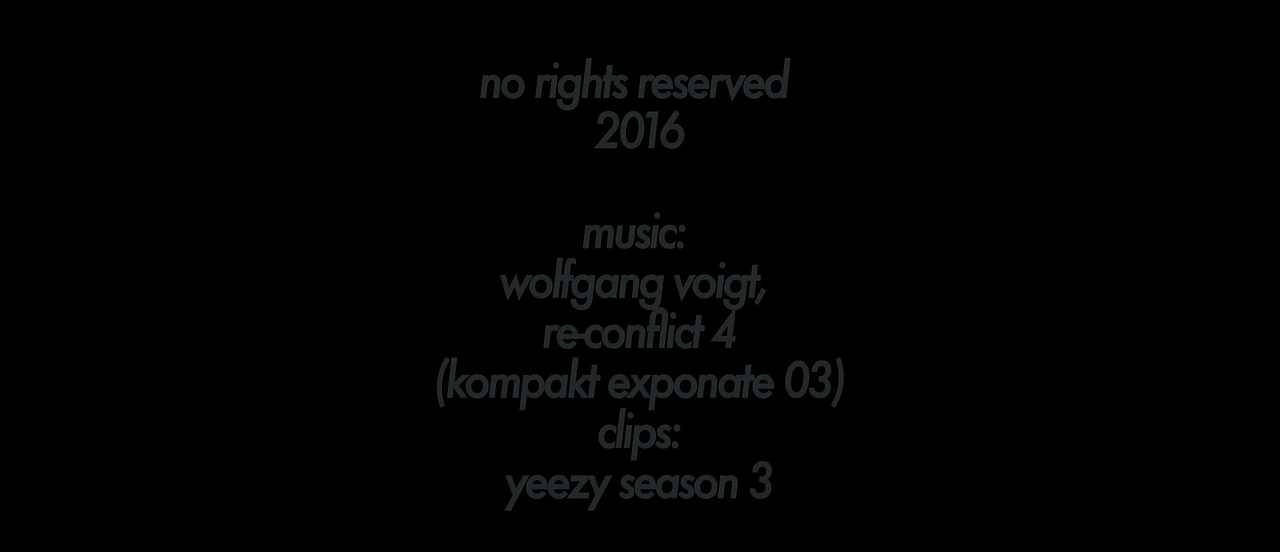 no rights reserved
2016
music:
wolfgang voigt,
re-conflict 4
(kompakt exponate 03)
clips:
yeezy season 3